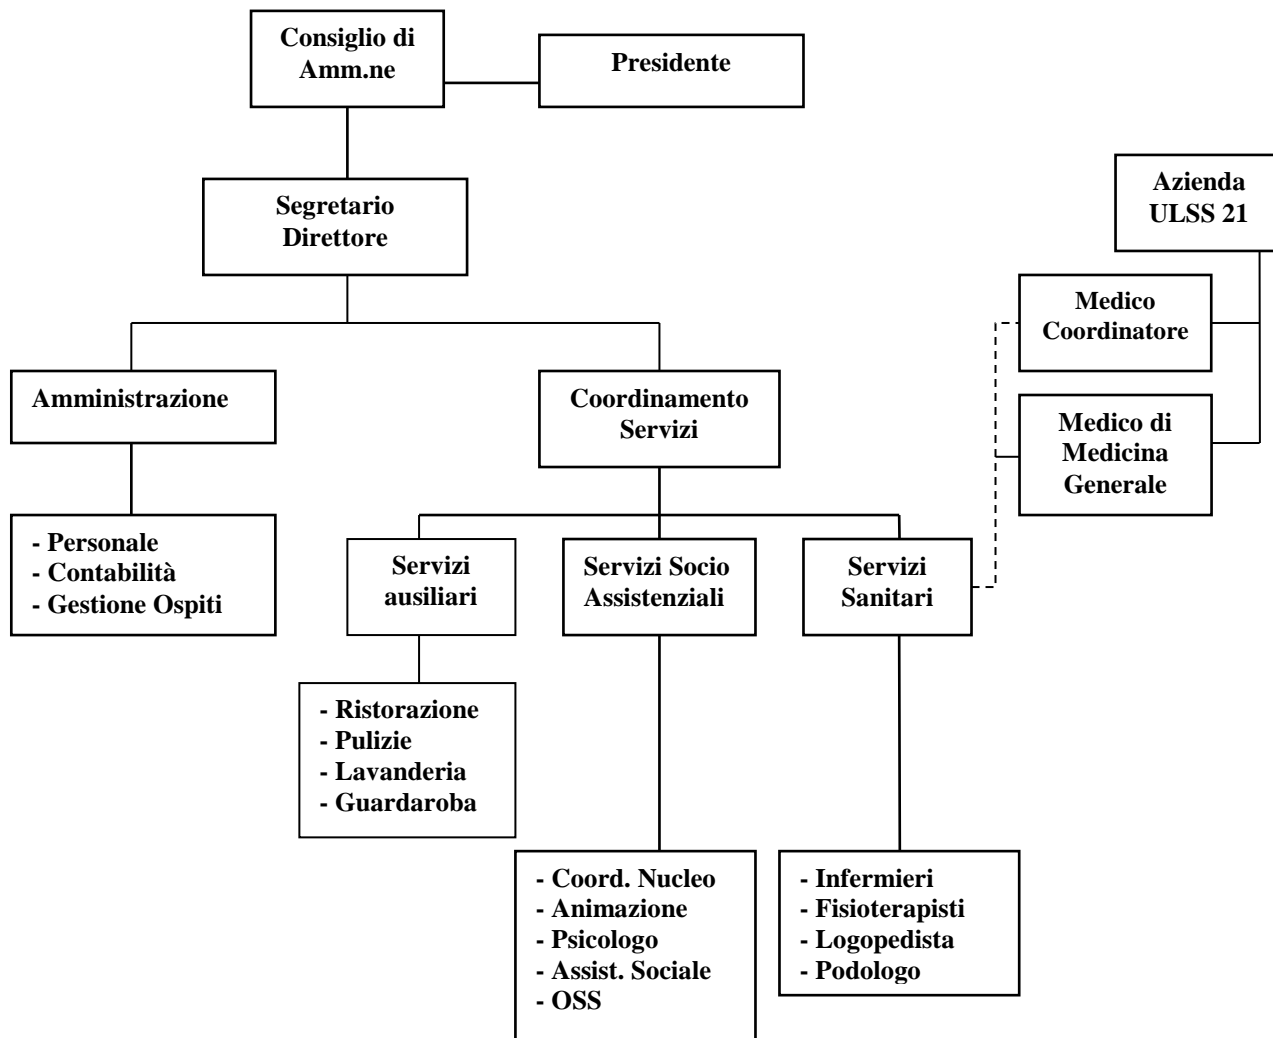 Consiglio di
Amm.ne
Presidente
Azienda
ULSS 21
Segretario
Direttore
Medico
Coordinatore
Amministrazione
Coordinamento
Servizi
Medico di
Medicina
Generale
- Personale
- Contabilità
- Gestione Ospiti
Servizi
ausiliari
Servizi Socio
Assistenziali
Servizi
Sanitari
- Ristorazione
- Pulizie
- Lavanderia
- Guardaroba
- Coord. Nucleo
- Animazione
- Psicologo
- Assist. Sociale
- OSS
- Infermieri
- Fisioterapisti
- Logopedista
- Podologo